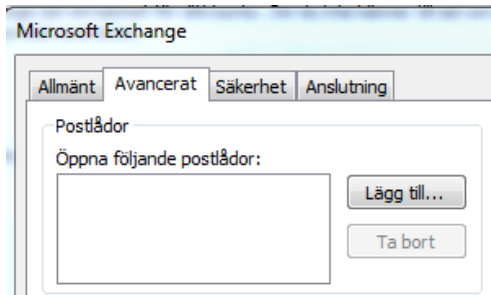 Microsoft Exchange
Allmänt Avancerat Säkerhet Anslutning
Postlådor
Öppna följande postlådor:
Lägg till...
Ta bort